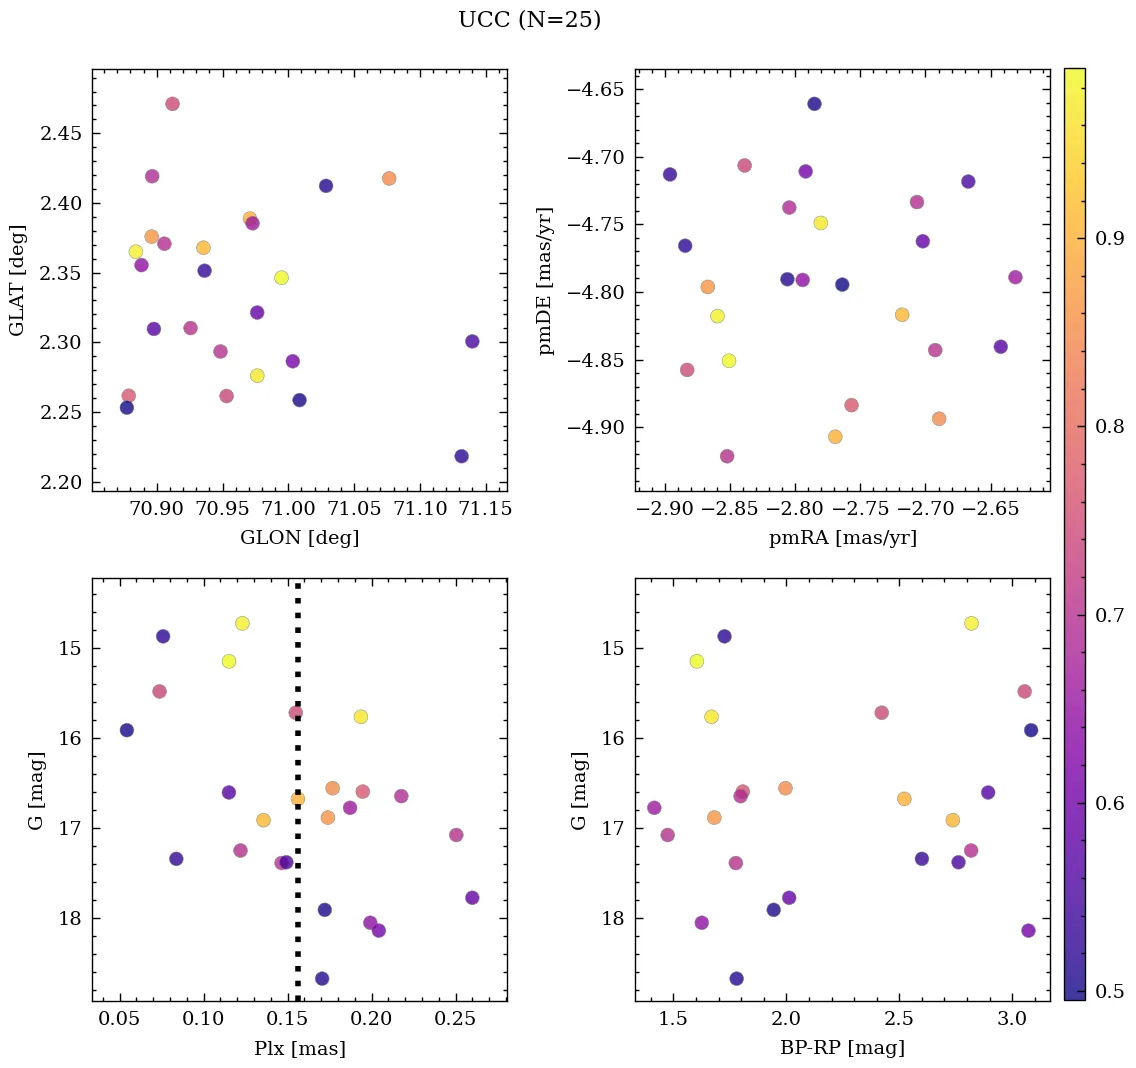 UCC (N=25)
2.45
2.40
2.35
2.30
2.25
2.20
GLAT [deg]
70.90 70.95 71.00 71.05 71.10 71.15
GLON [deg]
−4.65
−4.70
−4.75
−4.80
−4.85
−4.90
pmDE [mas/yr]
−2.90 −2.85 −2.80 −2.75 −2.70 −2.65
pmRA [mas/yr]
0.9
0.8
0.7
0.6
0.5
15
16
17
18
G [mag]
0.05 0.10 0.15 0.20 0.25
Plx [mas]
15
16
17
18
G [mag]
1.5 2.0 2.5 3.0
BP-RP [mag]